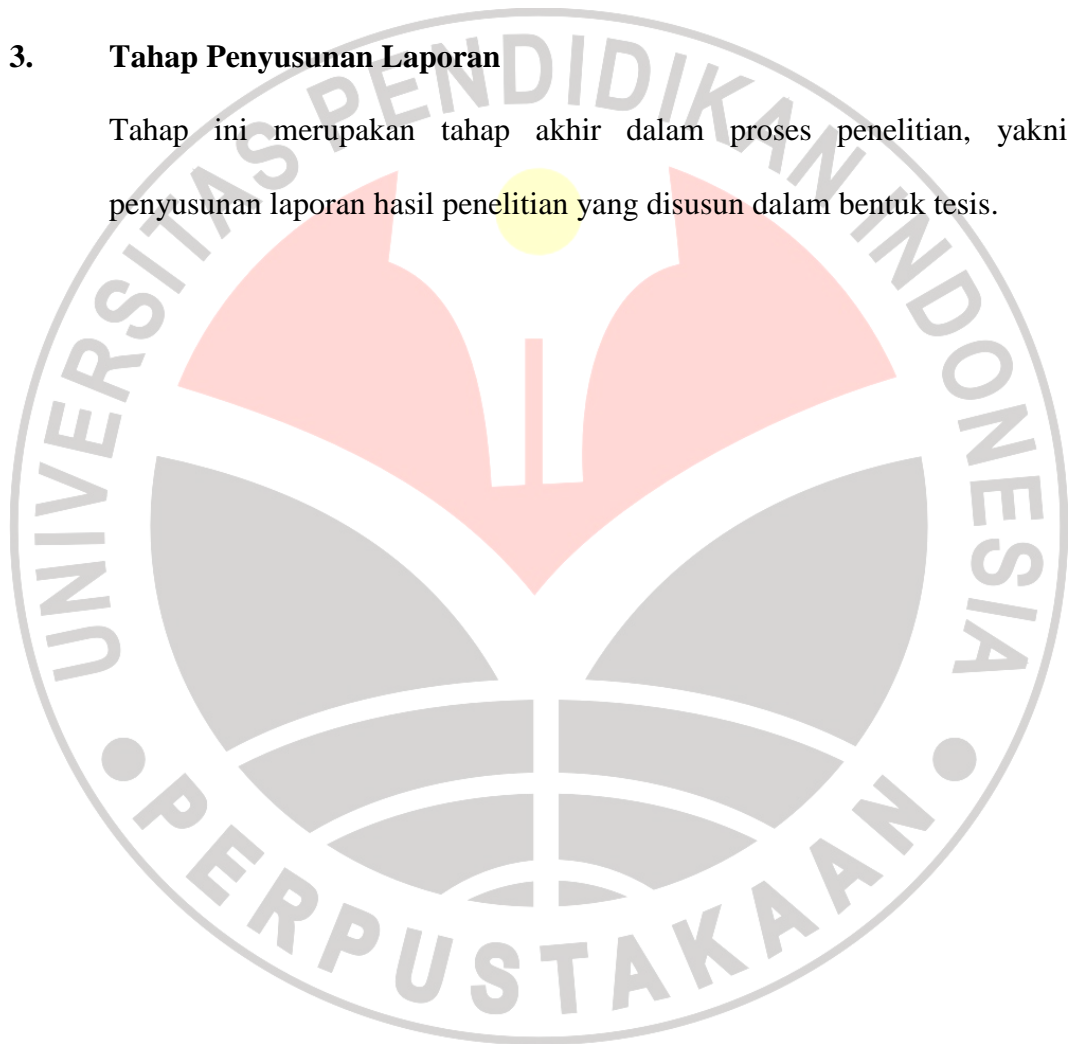 3. Tahap Penyusunan Laporan
Tahap ini merupakan tahap akhir dalam proses penelitian, yakni
penyusunan laporan hasil penelitian yang disusun dalam bentuk tesis.
UNIVERSITAS PENDIDIKAN INDONESIA
PERPUSTAKAAN